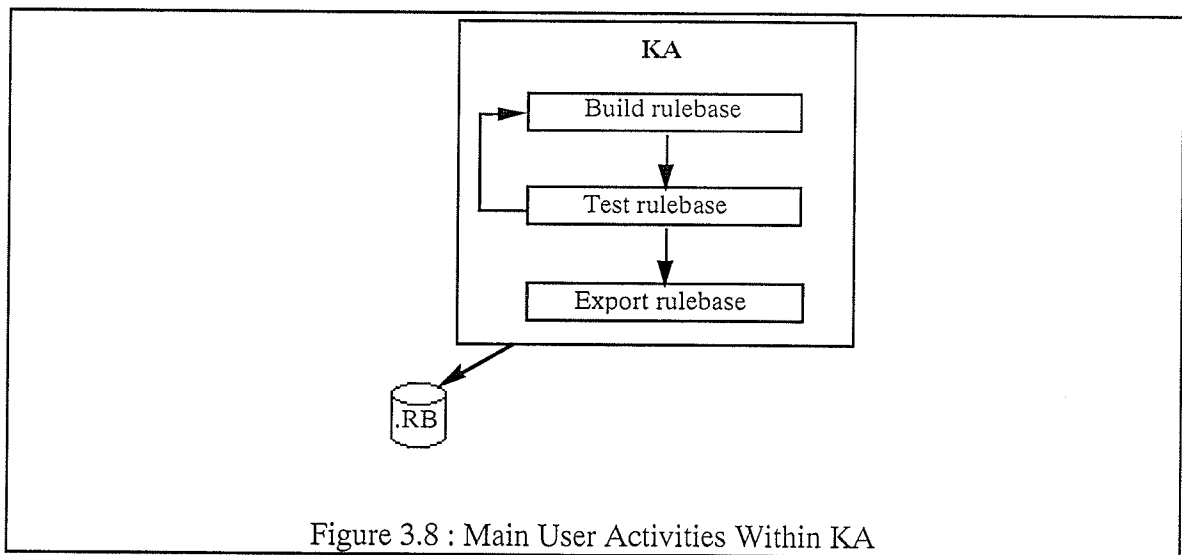 KA
Build rulebase
Test rulebase
Export rulebase
.RB
Figure 3.8 : Main User Activities Within KA